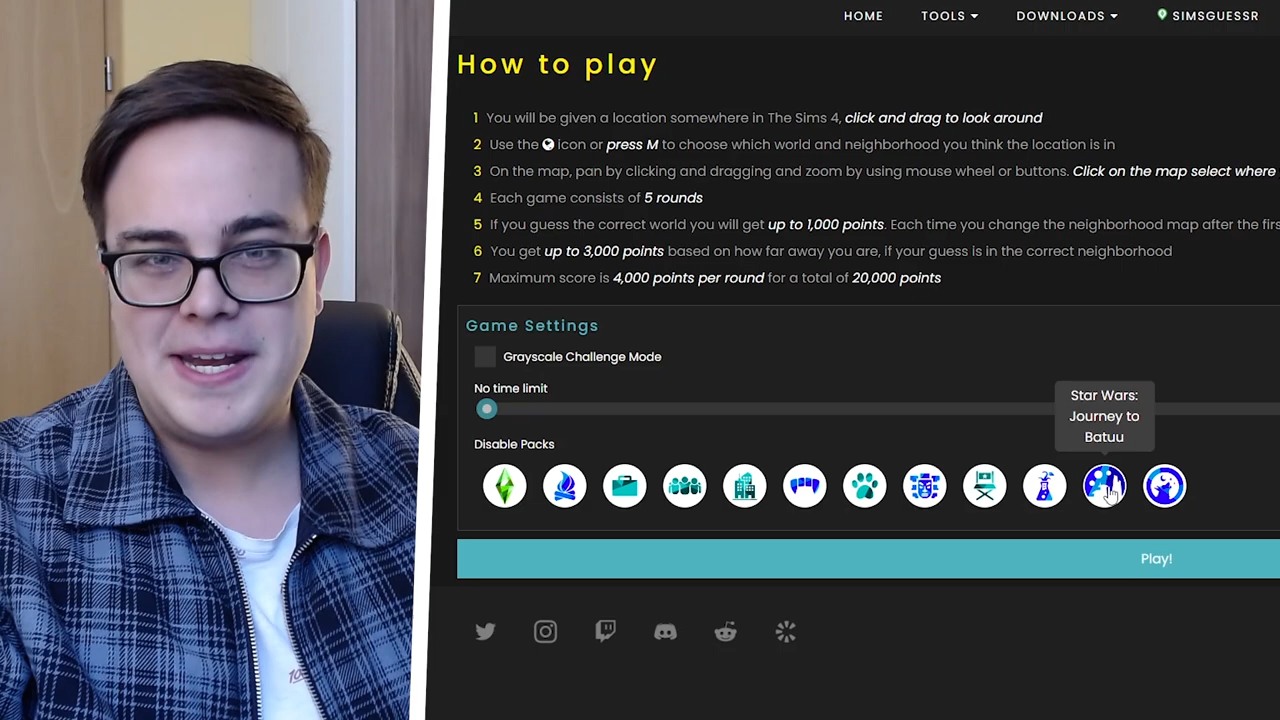 HOME TOOLS DOWNLOADS SIMSGUESSR
How to play
1 You will be given a location somewhere in The Sims 4, click and drag to look around
2 Use the icon or press M to choose which world and neighborhood you think the location is in
3 On the map, pan by clicking and dragging and zoom by using mouse wheel or buttons. Click on the map select where
4 Each game consists of 5 rounds
5 If you guess the correct world you will get up to 1,000 points. Each time you change the neighborhood map after the firs
6 You get up to 3,000 points based on how far away you are, if your guess is in the correct neighborhood
7 Maximum score is 4,000 points per round for a total of 20,000 points
Game Settings
Grayscale Challenge Mode
No time limit
Star Wars:
Journey to
Batuu
Disable Packs
Play!